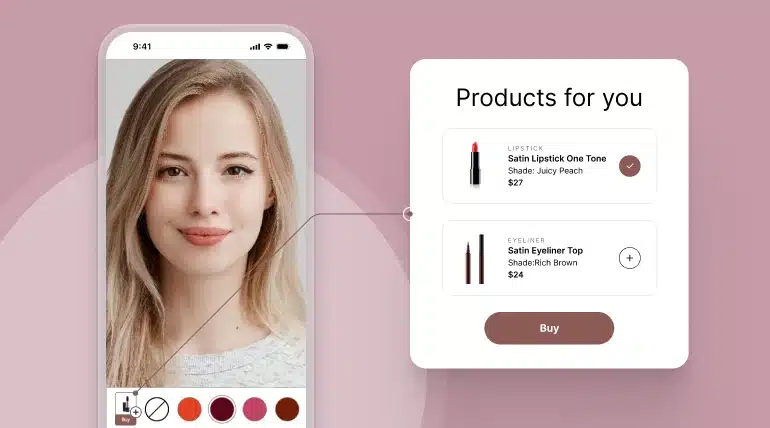 9:41
Buy
Products for you
LIPSTICK
Satin Lipstick One Tone
Shade: Juicy Peach
$27
EYELINER
Satin Eyeliner Top
Shade:Rich Brown
$24
Buy